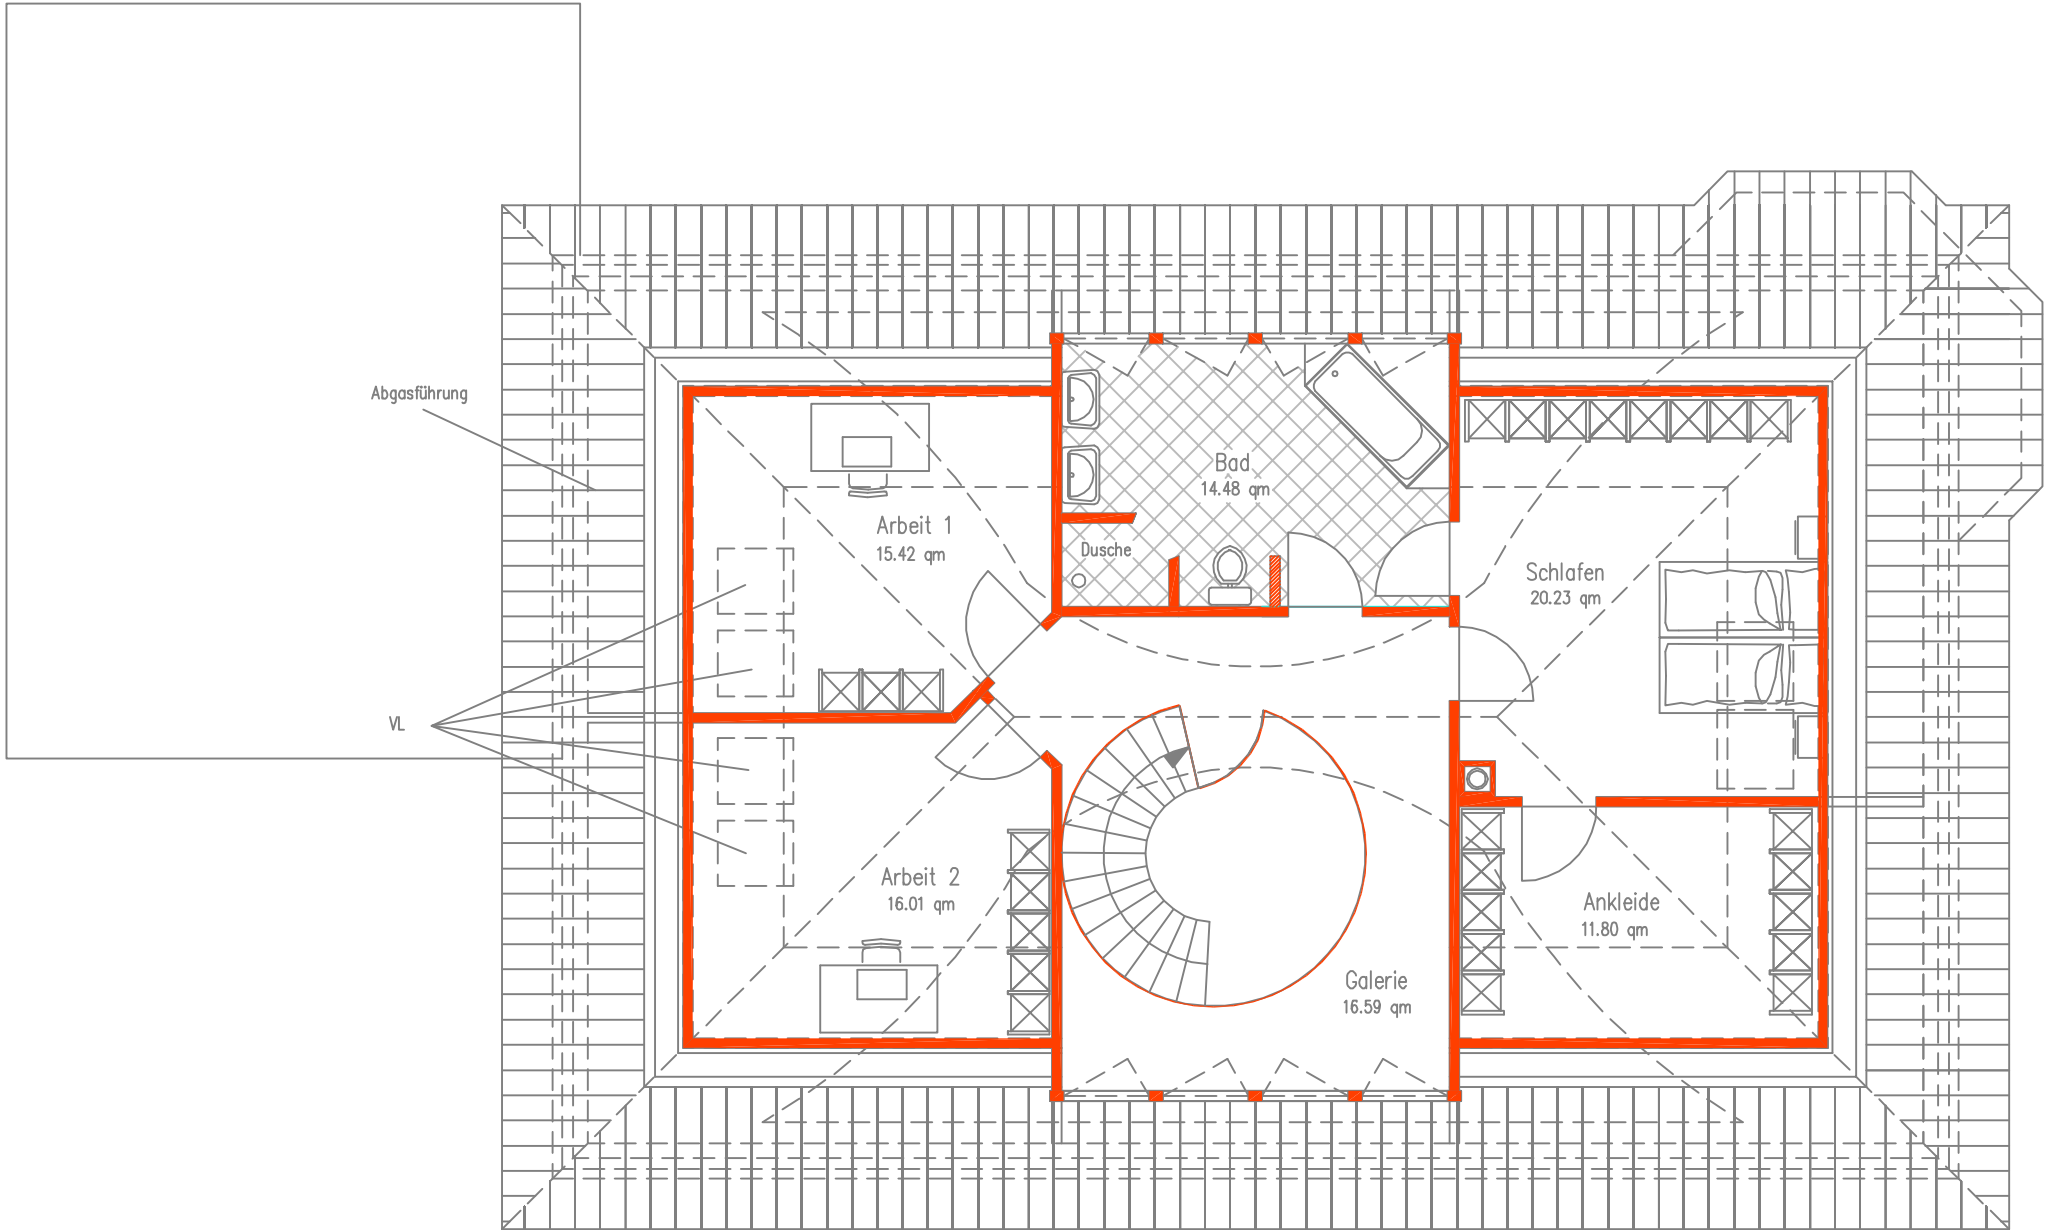 Abgasführung
VL
Arbeit 1
15.42 qm
Bad
14.48 qm
Dusche
Schlafen
20.23 qm
Arbeit 2
16.01 qm
Ankleide
11.80 qm
Galerie
16.59 qm